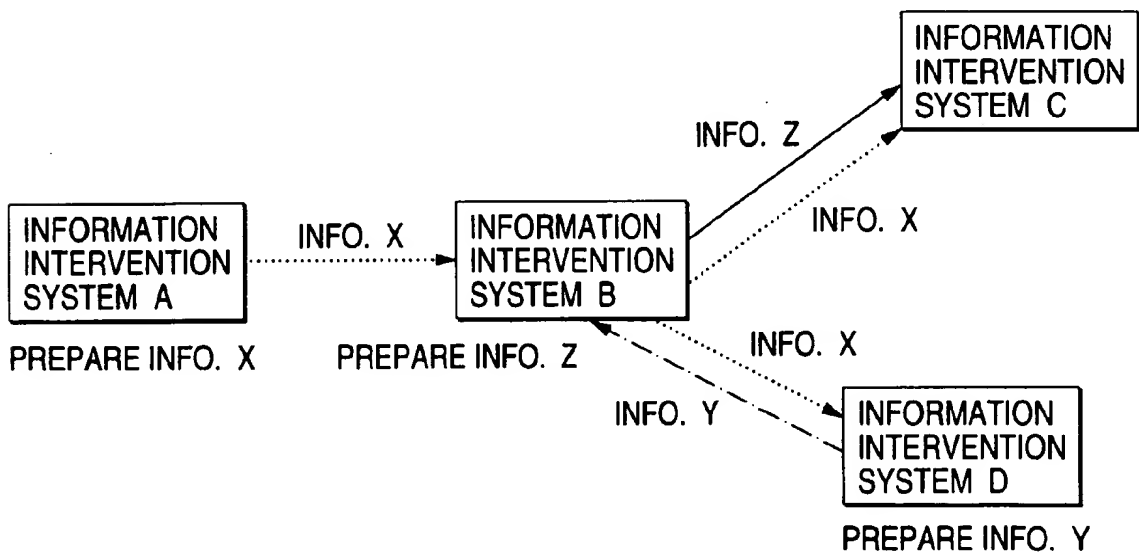 INFORMATION
INTERVENTION
SYSTEM C
INFO. Z
INFO. X
INFORMATION
INTERVENTION
SYSTEM A
INFO. X
INFORMATION
INTERVENTION
SYSTEM B
PREPARE INFO. X
PREPARE INFO. Z
INFO. X
INFO. Y
INFORMATION
INTERVENTION
SYSTEM D
PREPARE INFO. Y